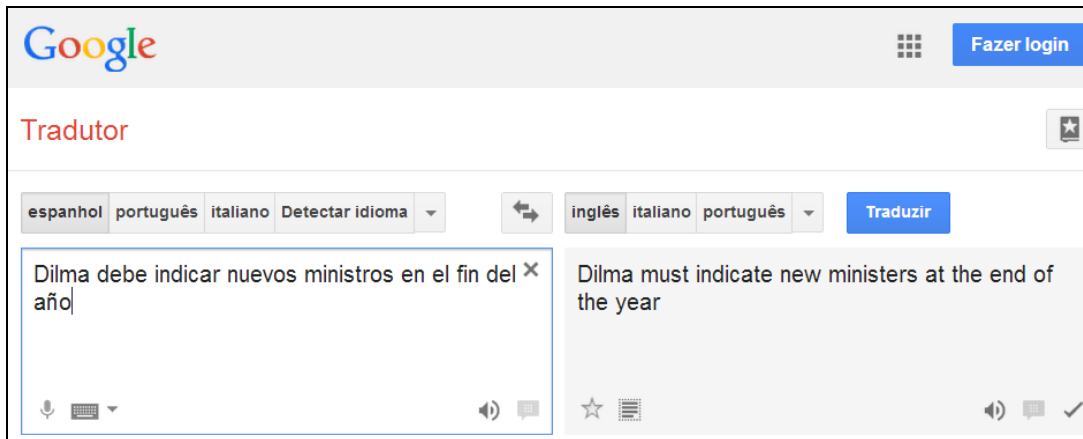 Google
Fazer login
Tradutor
espanhol português italiano Detectar idioma
inglês italiano português
Traduzir
Dilma debe indicar nuevos ministros en el fin del
año
Dilma must indicate new ministers at the end of
the year